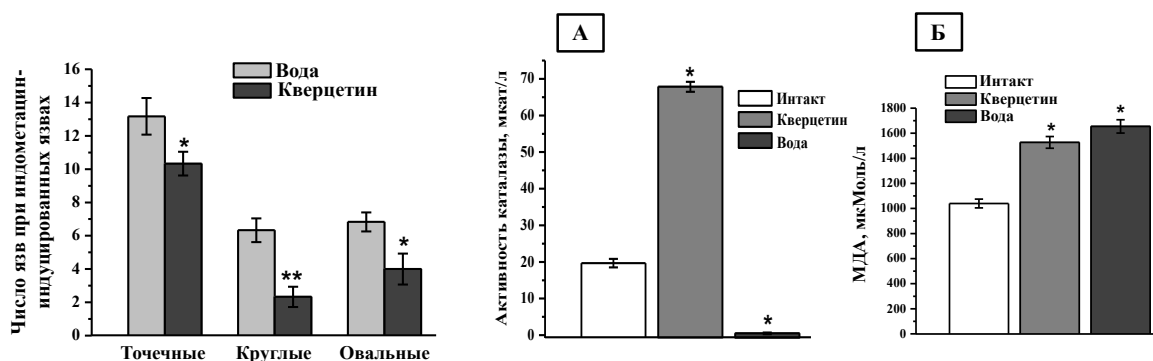 Число язв при индометацин-
индуцированных язвах
16
14
12
10
8
6
4
2
0
Вода
Кверцетин
*
**
*
Точечные
Круглые
Овальные
А
Активность каталазы, мкат/л
70
60
50
40
30
20
10
0
Интакт
Кверцетин
Вода
*
*
Б
МДА, мкМоль/л
1800
1600
1400
1200
1000
800
600
400
200
0
Интакт
Кверцетин
Вода
*
*